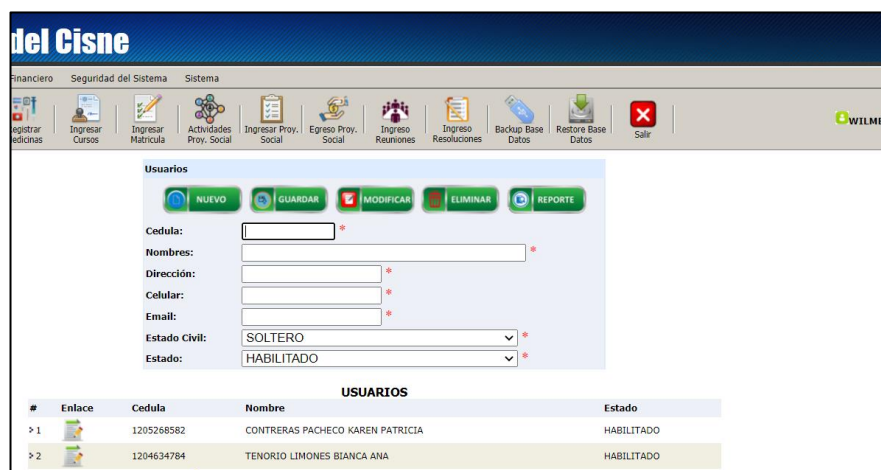 del Cisne
Financiero Seguridad del Sistema Sistema
Registrar Medicinas
Ingresar Cursos
Ingresar Matricula
Actividades Proy. Social
Ingresar Proy. Social
Egreso Proy. Social
Ingreso Reuniones
Ingreso Resoluciones
Backup Base Datos
Restore Base Datos
Salir
WILME
Usuarios
NUEVO GUARDAR MODIFICAR ELIMINAR REPORTE
Cedula: *
Nombres: *
Dirección: *
Celular: *
Email: *
Estado Civil: SOLTERO *
Estado: HABILITADO *
USUARIOS
# Enlace Cedula Nombre Estado
> 1 1205268582 CONTRERAS PACHECO KAREN PATRICIA HABILITADO
> 2 1204634784 TENORIO LIMONES BIANCA ANA HABILITADO